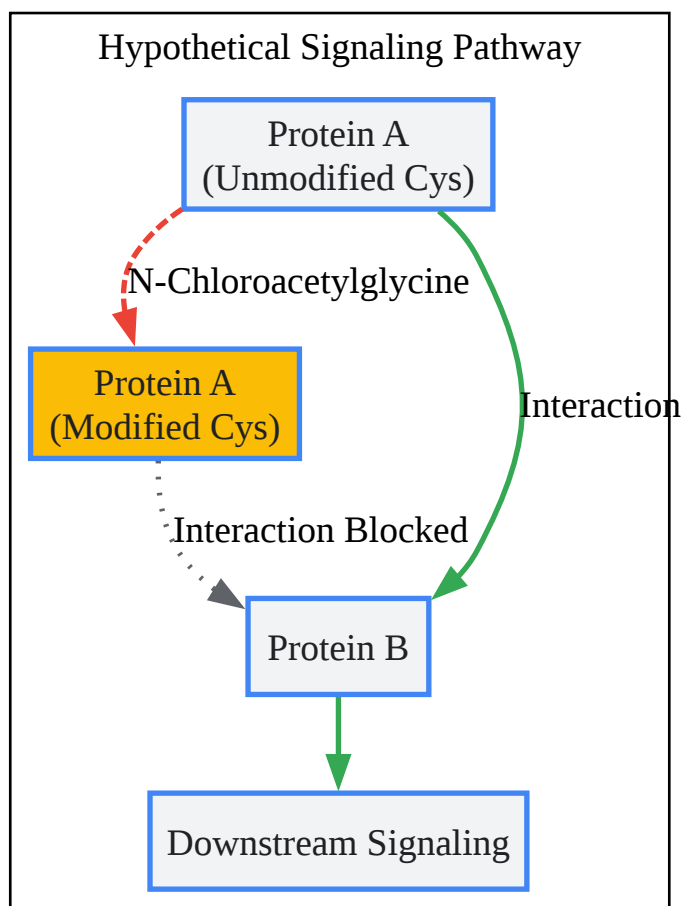 Hypothetical Signaling Pathway
Protein A
(Unmodified Cys)
N-Chloroacetylglycine
Protein A
(Modified Cys)
Interaction
Interaction Blocked
Protein B
Downstream Signaling